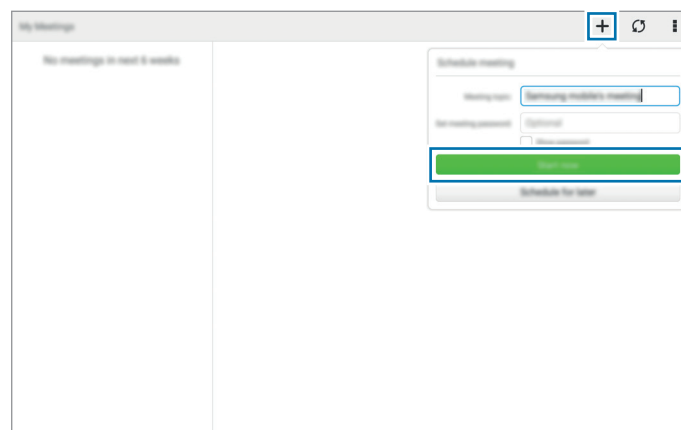 My Meetings
No meetings in next 6 weeks
Schedule meeting
Meeting topic
Samsung mobile's meeting
Set meeting password
Optional
Show password
Start now
Schedule for later